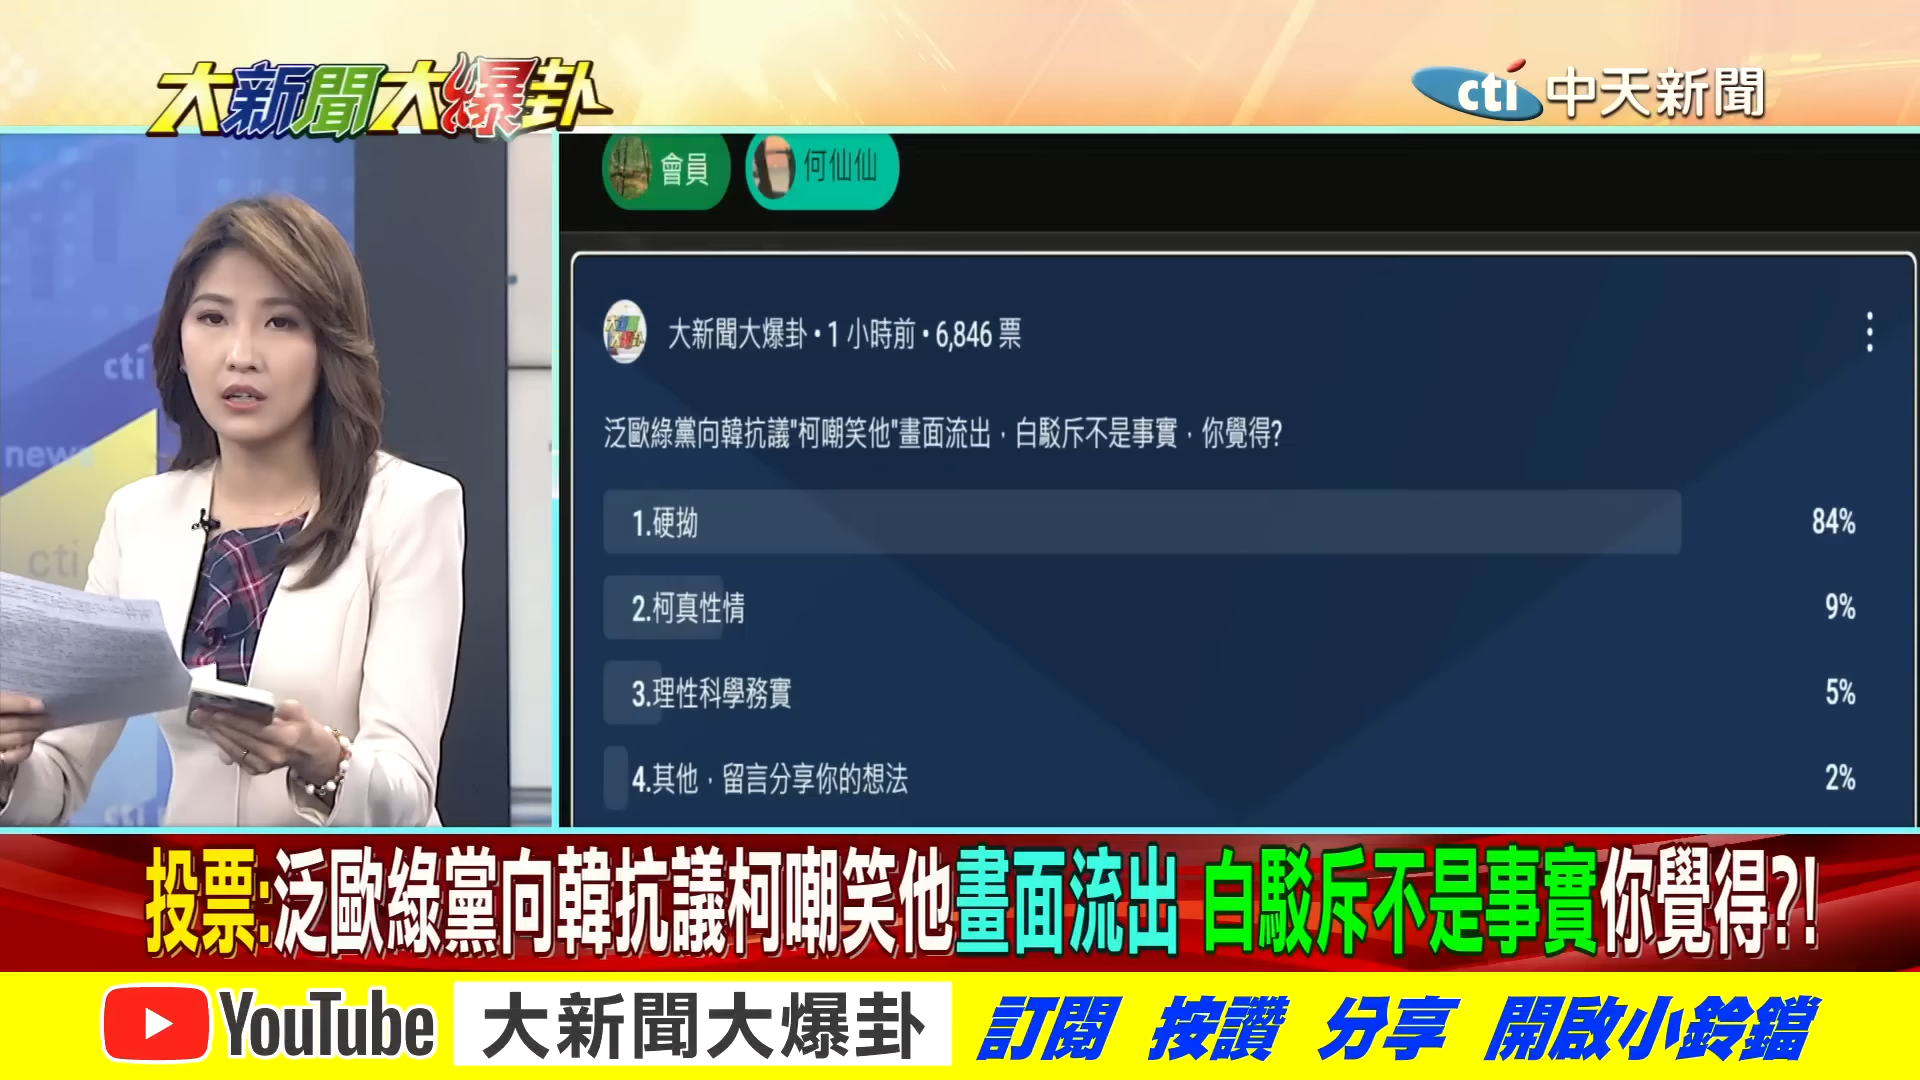 大新聞大爆卦
cti 中天新聞
會員
何仙仙
大新聞大爆卦 • 1 小時前 • 6,846 票
泛歐綠黨向韓抗議"柯嘲笑他"畫面流出，白駁斥不是事實，你覺得?
1.硬拗
84%
2.柯真性情
9%
3.理性科學務實
5%
4.其他，留言分享你的想法
2%
cti
news
cti
cti
投票:泛歐綠黨向韓抗議柯嘲笑他畫面流出 白駁斥不是事實你覺得?!
YouTube 大新聞大爆卦 訂閱 按讚 分享 開啟小鈴鐺